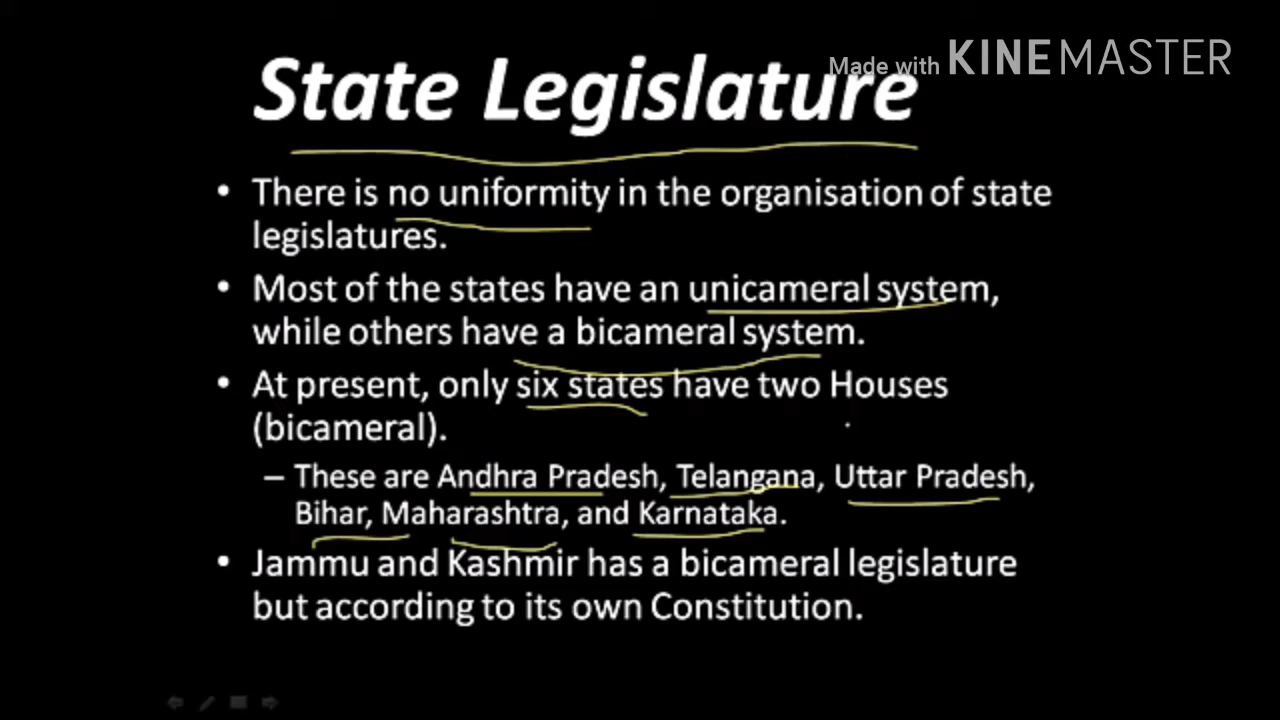 Made with KINEMASTER
State Legislature
• There is no uniformity in the organisation of state
legislatures.
• Most of the states have an unicameral system,
while others have a bicameral system.
• At present, only six states have two Houses
(bicameral).
– These are Andhra Pradesh, Telangana, Uttar Pradesh,
Bihar, Maharashtra, and Karnataka.
• Jammu and Kashmir has a bicameral legislature
but according to its own Constitution.